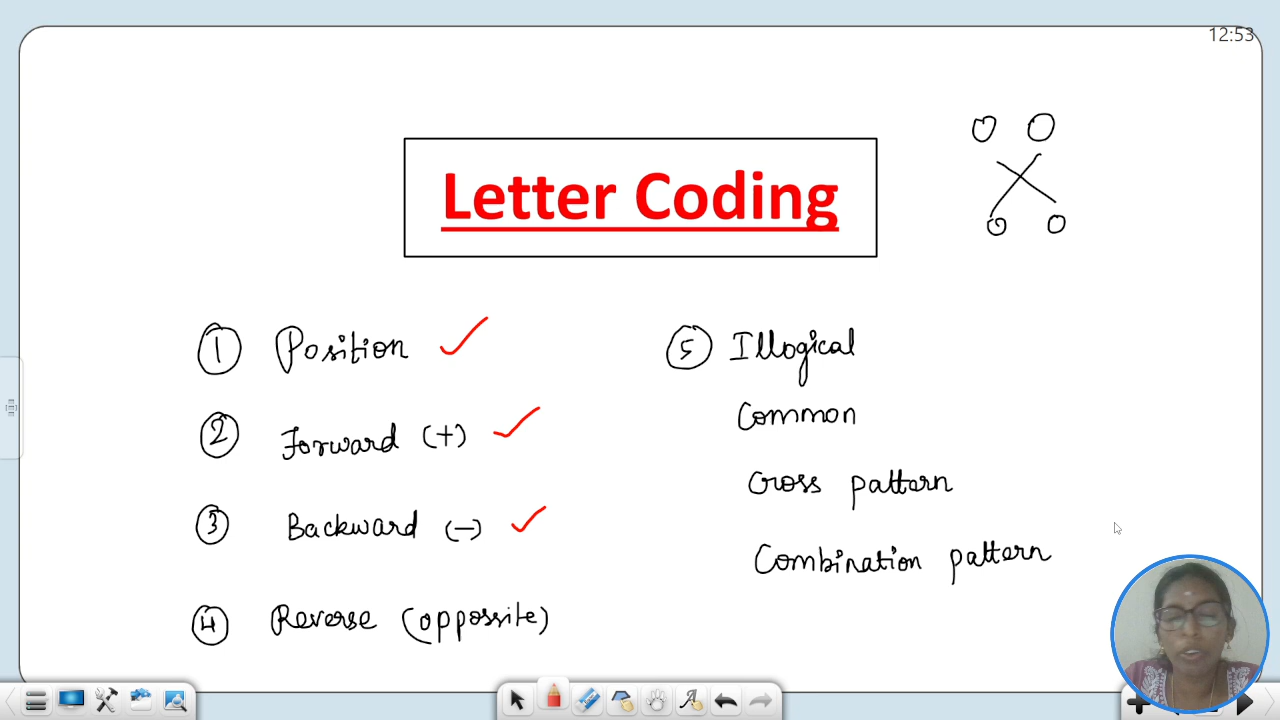 12:53
Letter Coding
① Position
② Forward (+)
③ Backward (-)
④ Reverse (oppossite)
⑤ Illogical
Common
Cross pattern
Combination pattern